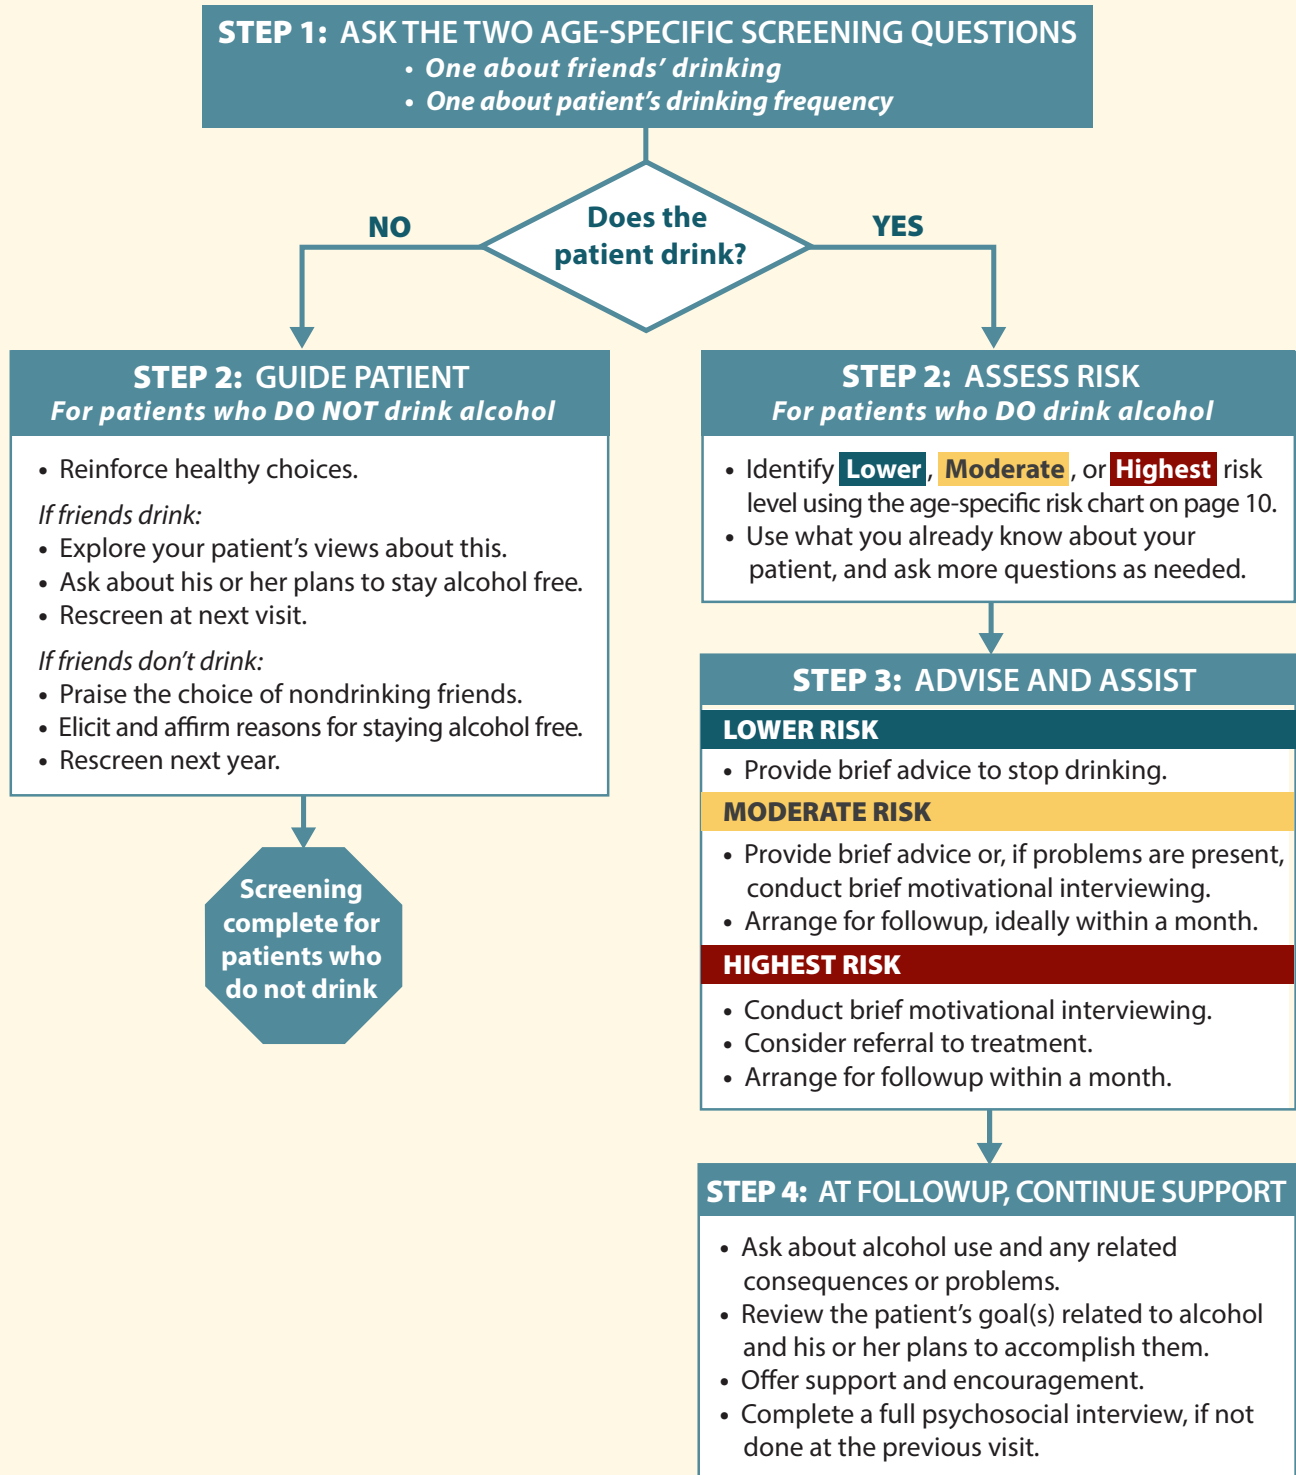 STEP 1: ASK THE TWO AGE-SPECIFIC SCREENING QUESTIONS
• One about friends’ drinking
• One about patient’s drinking frequency
Does the
patient drink?
NO
YES
STEP 2: GUIDE PATIENT
For patients who DO NOT drink alcohol
• Reinforce healthy choices.
If friends drink:
• Explore your patient’s views about this.
• Ask about his or her plans to stay alcohol free.
• Rescreen at next visit.
If friends don’t drink:
• Praise the choice of nondrinking friends.
• Elicit and affirm reasons for staying alcohol free.
• Rescreen next year.
Screening
complete for
patients who
do not drink
STEP 2: ASSESS RISK
For patients who DO drink alcohol
• Identify Lower, Moderate, or Highest risk
level using the age-specific risk chart on page 10.
• Use what you already know about your
patient, and ask more questions as needed.
STEP 3: ADVISE AND ASSIST
LOWER RISK
• Provide brief advice to stop drinking.
MODERATE RISK
• Provide brief advice or, if problems are present,
conduct brief motivational interviewing.
• Arrange for followup, ideally within a month.
HIGHEST RISK
• Conduct brief motivational interviewing.
• Consider referral to treatment.
• Arrange for followup within a month.
STEP 4: AT FOLLOWUP, CONTINUE SUPPORT
• Ask about alcohol use and any related
consequences or problems.
• Review the patient’s goal(s) related to alcohol
and his or her plans to accomplish them.
• Offer support and encouragement.
• Complete a full psychosocial interview, if not
done at the previous visit.